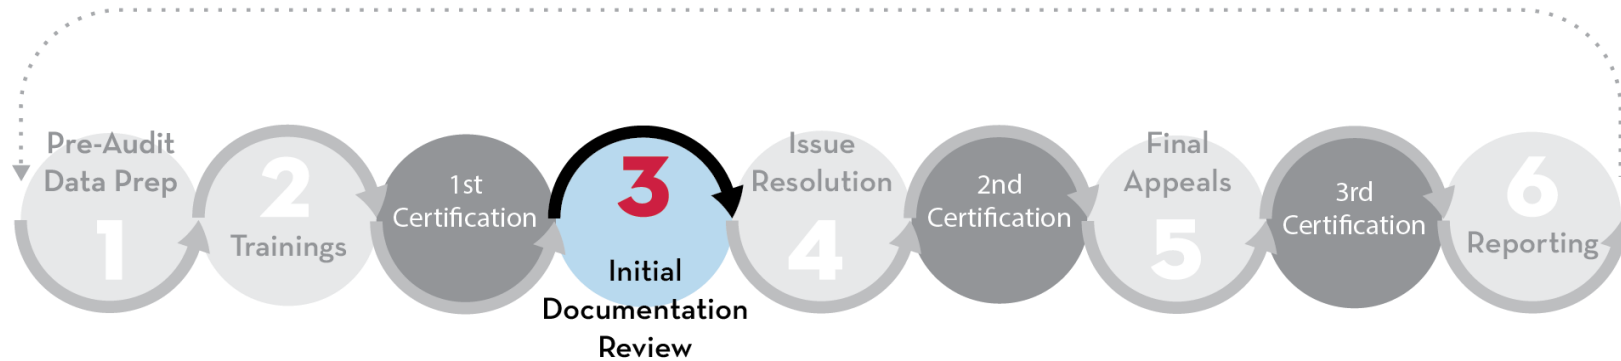 Pre-Audit
Data Prep
1
2
Trainings
1st
Certification
3
Initial
Documentation
Review
Issue
Resolution
4
2nd
Certification
Final
Appeals
5
3rd
Certification
6
Reporting